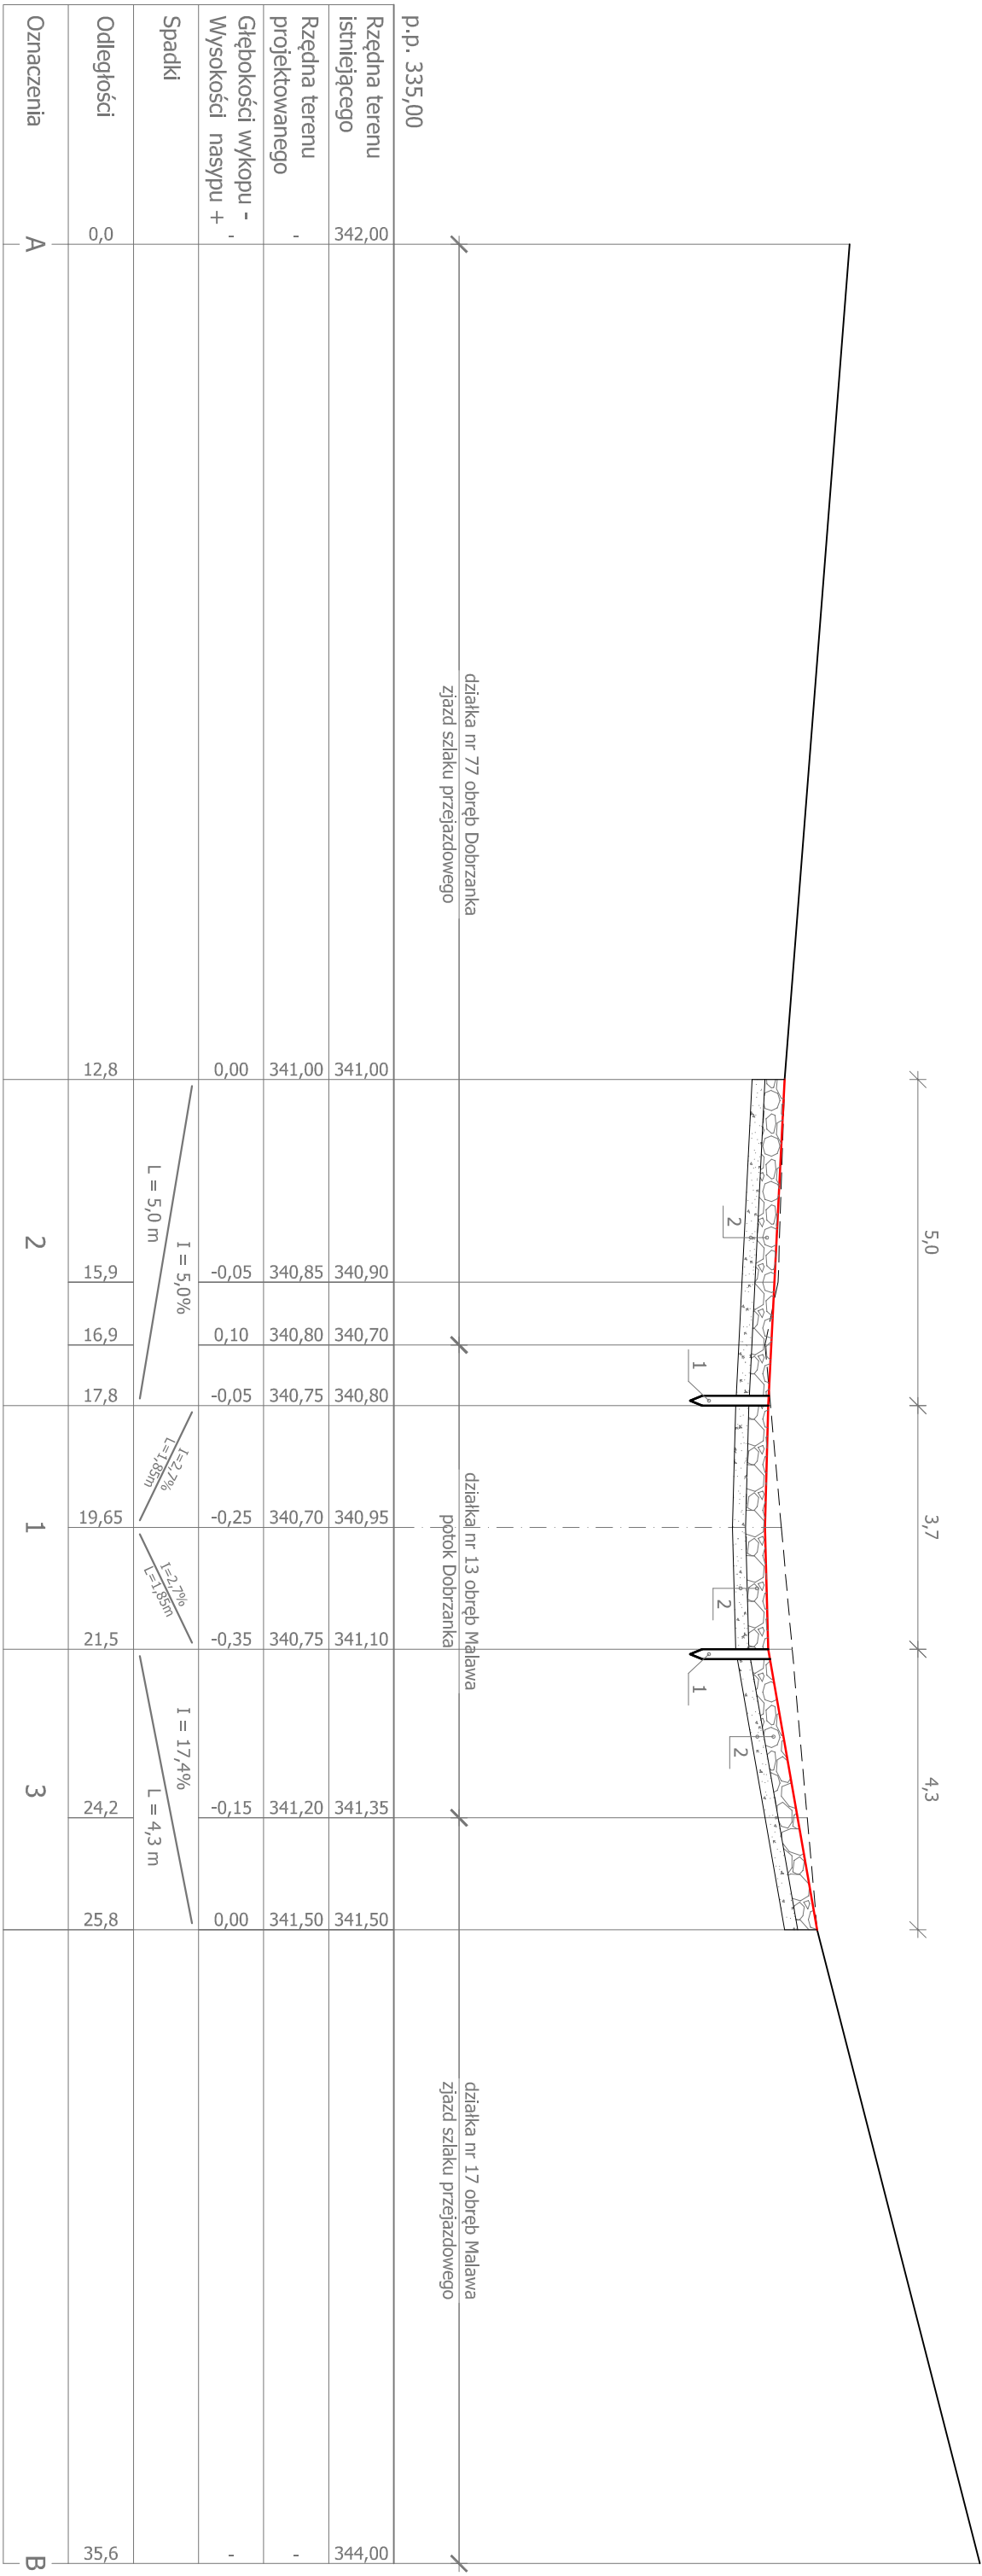 5,0
3,7
4,3
2
1
2
1
2
działka nr 77 obręb Dobrzanka
zjazd szlaku przejazdowego
działka nr 13 obręb Malawa
potok Dobrzanka
działka nr 17 obręb Malawa
zjazd szlaku przejazdowego
p.p. 335,00
Rzędna terenu
istniejącego
342,00
341,00
340,90
340,70
340,80
340,95
341,10
341,35
341,50
344,00
Rzędna terenu
projektowanego
-
341,00
340,85
340,80
340,75
340,70
340,75
341,20
341,50
-
Głębokości wykopu -
Wysokości nasypu +
-
0,00
-0,05
0,10
-0,05
-0,25
-0,35
-0,15
0,00
-
Spadki
I = 5,0%
L = 5,0 m
I=2,7%
L=1,85m
I=2,7%
L=1,85m
I = 17,4%
L = 4,3 m
Odległości
0,0
12,8
15,9
16,9
17,8
19,65
21,5
24,2
25,8
35,6
Oznaczenia
A
2
1
3
B